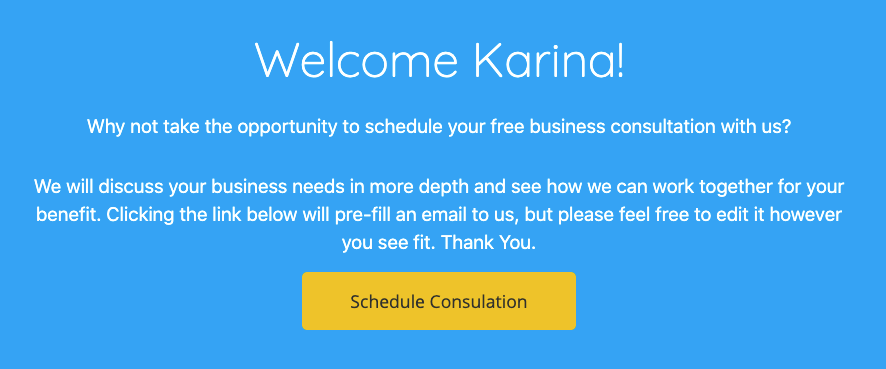 Welcome Karina!
Why not take the opportunity to schedule your free business consultation with us?
We will discuss your business needs in more depth and see how we can work together for your
benefit. Clicking the link below will pre-fill an email to us, but please feel free to edit it however
you see fit. Thank You.
Schedule Consulation